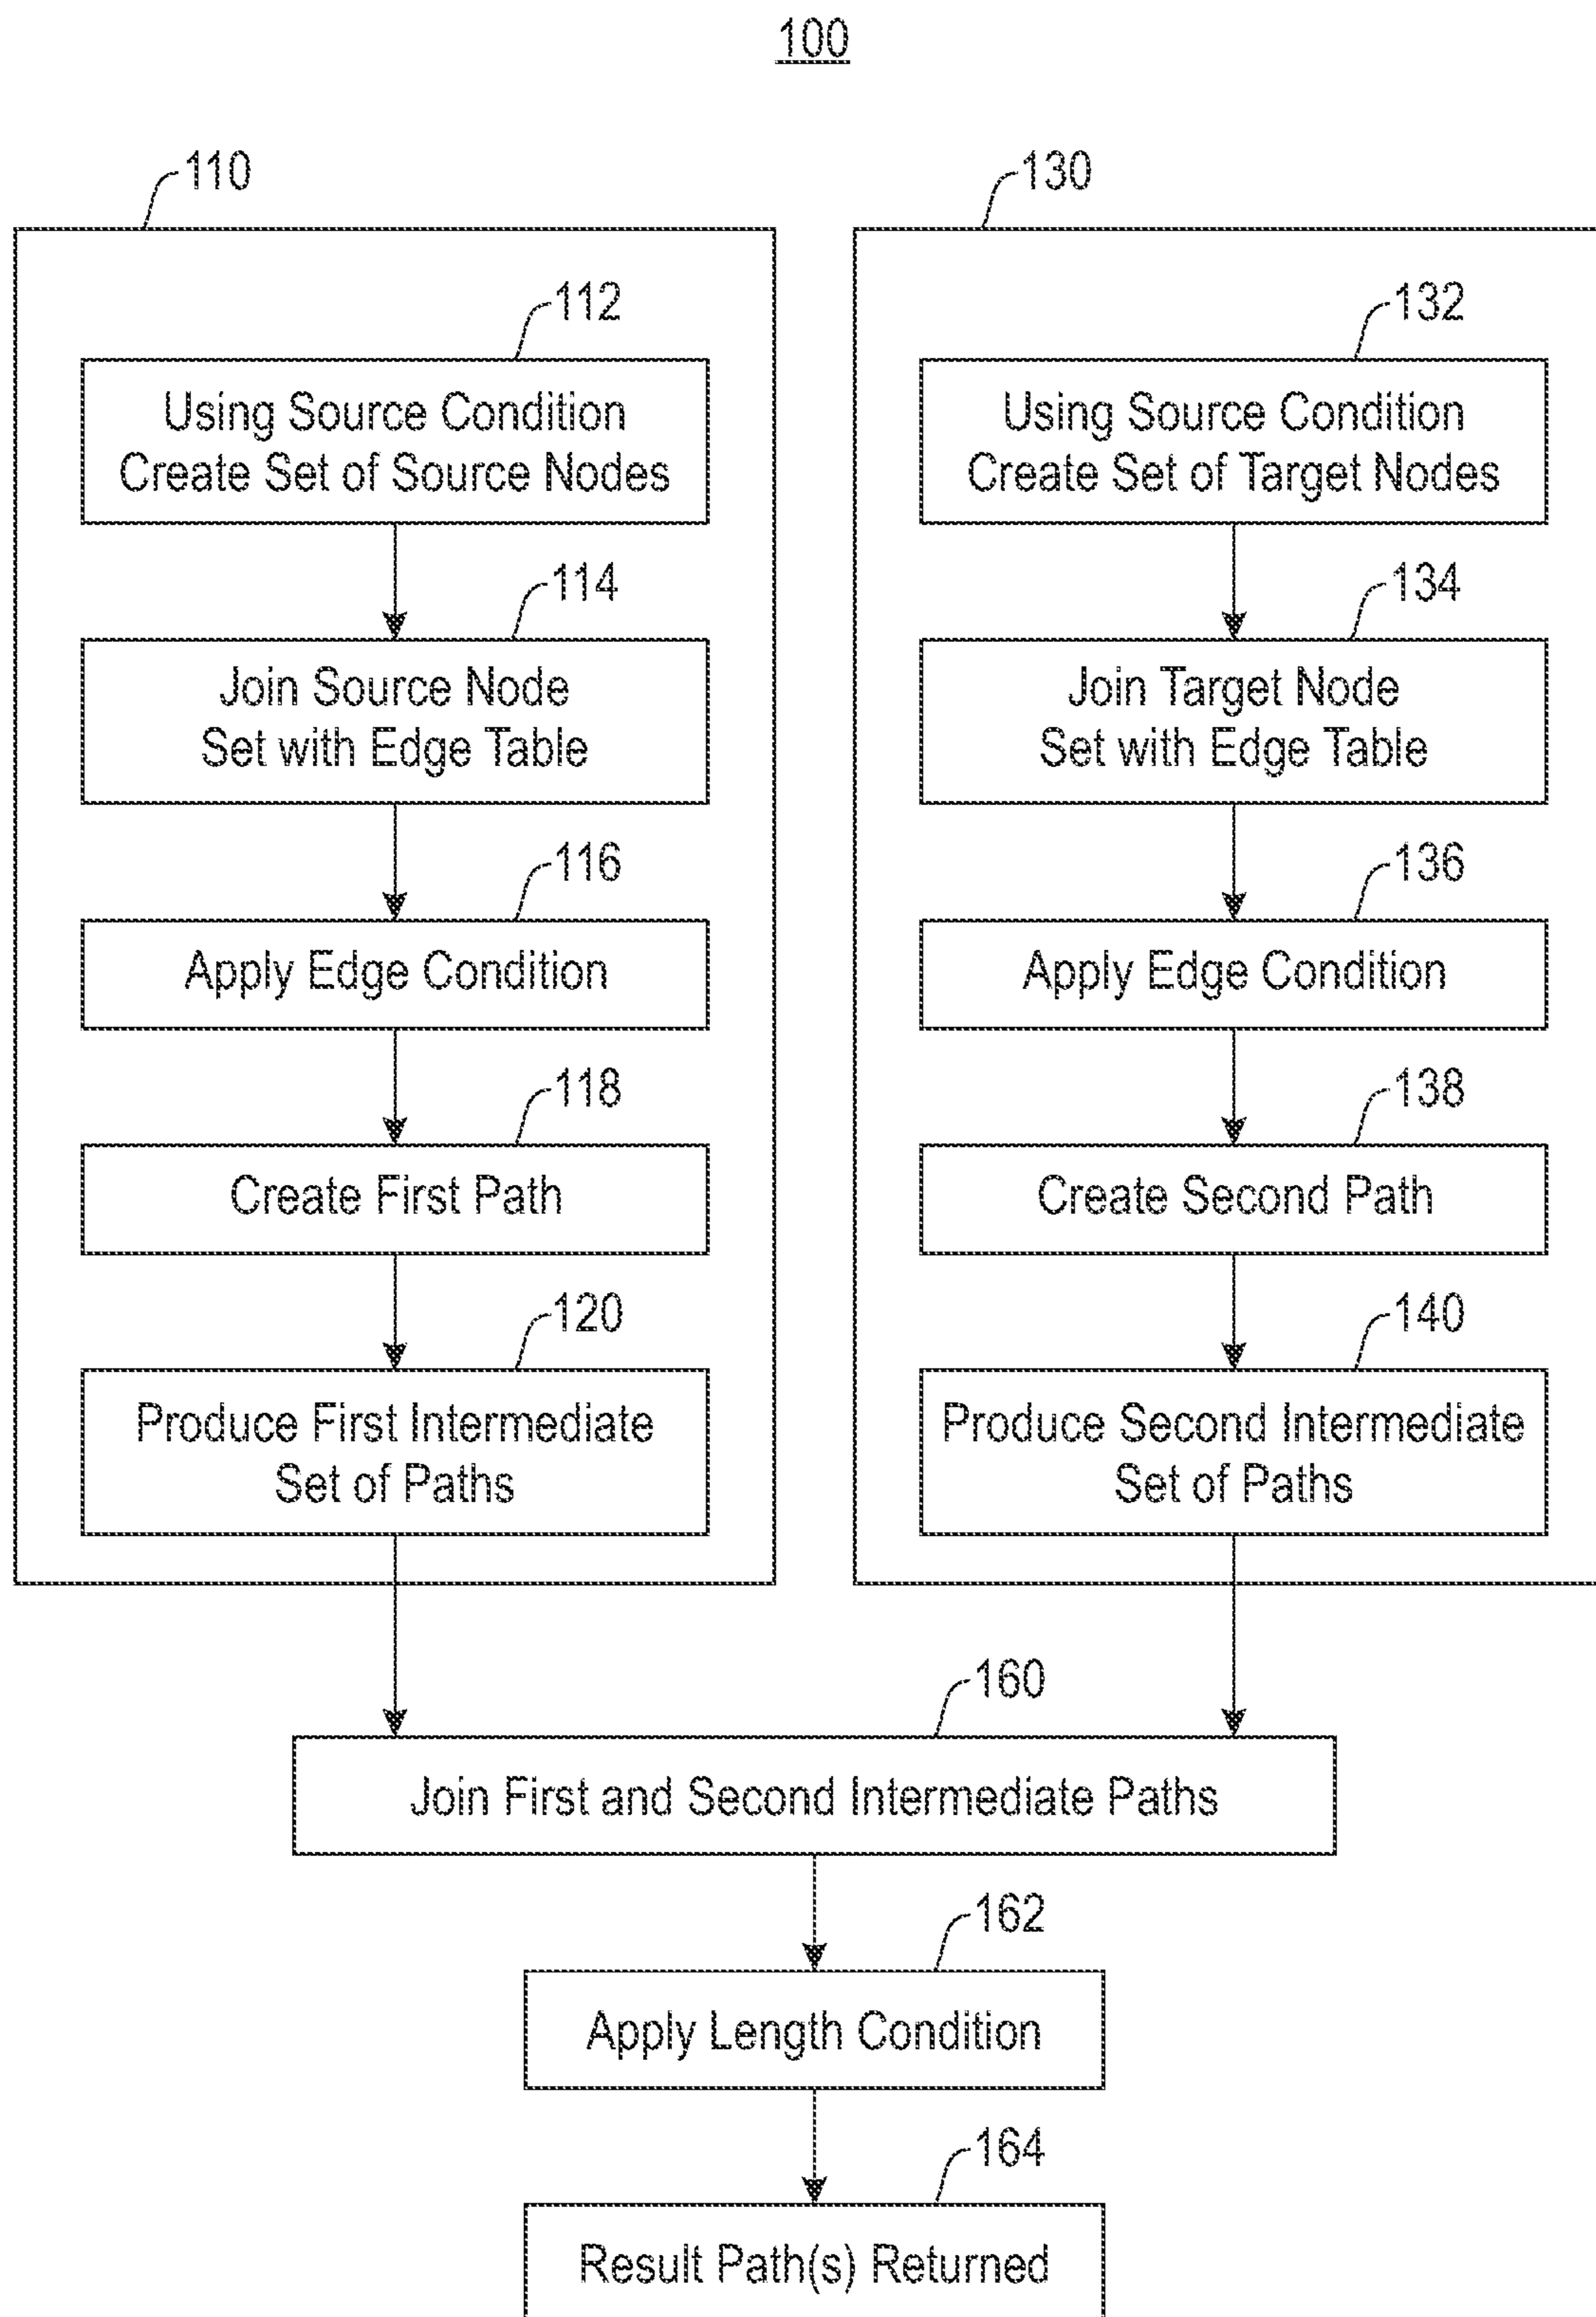 100
110
130
112
Using Source Condition
Create Set of Source Nodes
114
Join Source Node
Set with Edge Table
116
Apply Edge Condition
118
Create First Path
120
Produce First Intermediate
Set of Paths
132
Using Source Condition
Create Set of Target Nodes
134
Join Target Node
Set with Edge Table
136
Apply Edge Condition
138
Create Second Path
140
Produce Second Intermediate
Set of Paths
160
Join First and Second Intermediate Paths
162
Apply Length Condition
164
Result Path(s) Returned